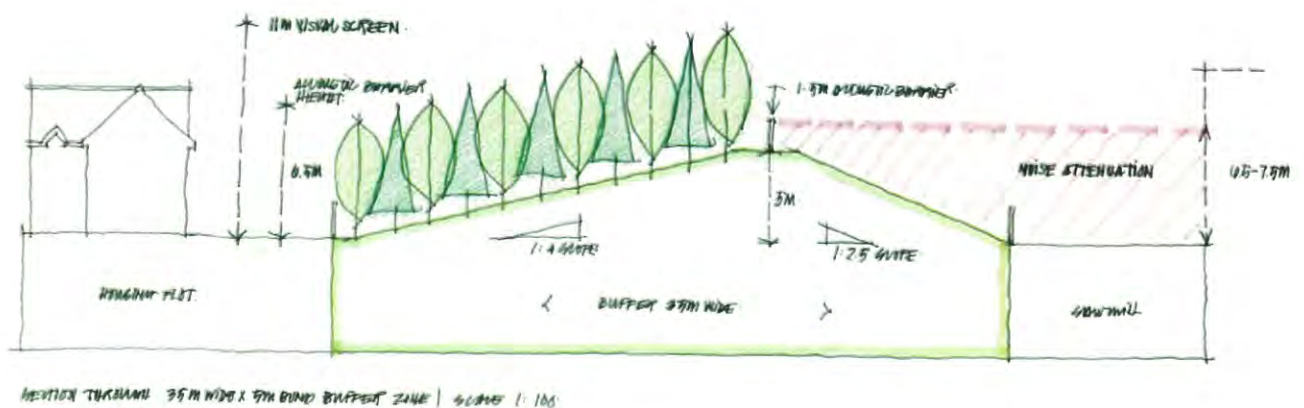 11M VISUAL SCREEN.
ACOUSTIC BARRIER
HEIGHT.
1.5M ACOUSTIC BARRIER.
6.5M
NOISE ATTENUATION
6.5-7.5M
5M
1:4 SLOPE
1:2.5 SLOPE
HOUSING PLOT.
BUFFER 35M WIDE
SAWMILL
SECTION THROUGH 35M WIDE X 5M BUND BUFFER ZONE | SCALE 1:100